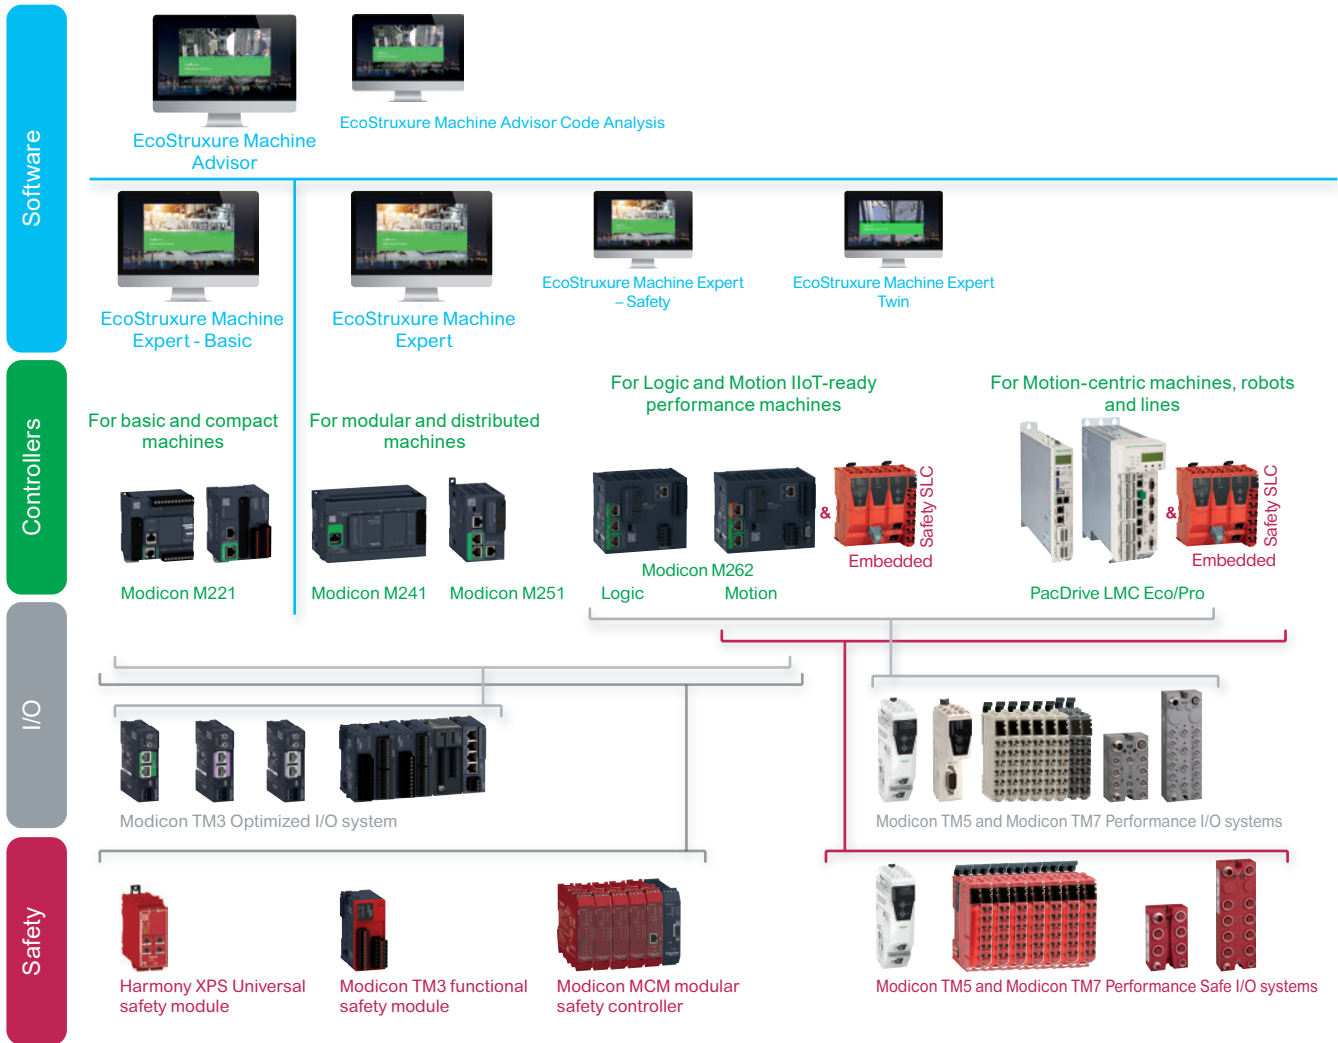 Software
EcoStruxure Machine
Advisor
EcoStruxure Machine Advisor Code Analysis
EcoStruxure Machine
Expert - Basic
EcoStruxure Machine
Expert
EcoStruxure Machine Expert
– Safety
EcoStruxure Machine Expert
Twin
Controllers
For basic and compact
machines
For modular and distributed
machines
For Logic and Motion IIoT-ready
performance machines
For Motion-centric machines, robots
and lines
&
Safety SLC
Embedded
&
Safety SLC
Embedded
Modicon M221
Modicon M241
Modicon M251
Modicon M262
Logic
Motion
PacDrive LMC Eco/Pro
I/O
Modicon TM3 Optimized I/O system
Modicon TM5 and Modicon TM7 Performance I/O systems
Safety
Harmony XPS Universal
safety module
Modicon TM3 functional
safety module
Modicon MCM modular
safety controller
Modicon TM5 and Modicon TM7 Performance Safe I/O systems